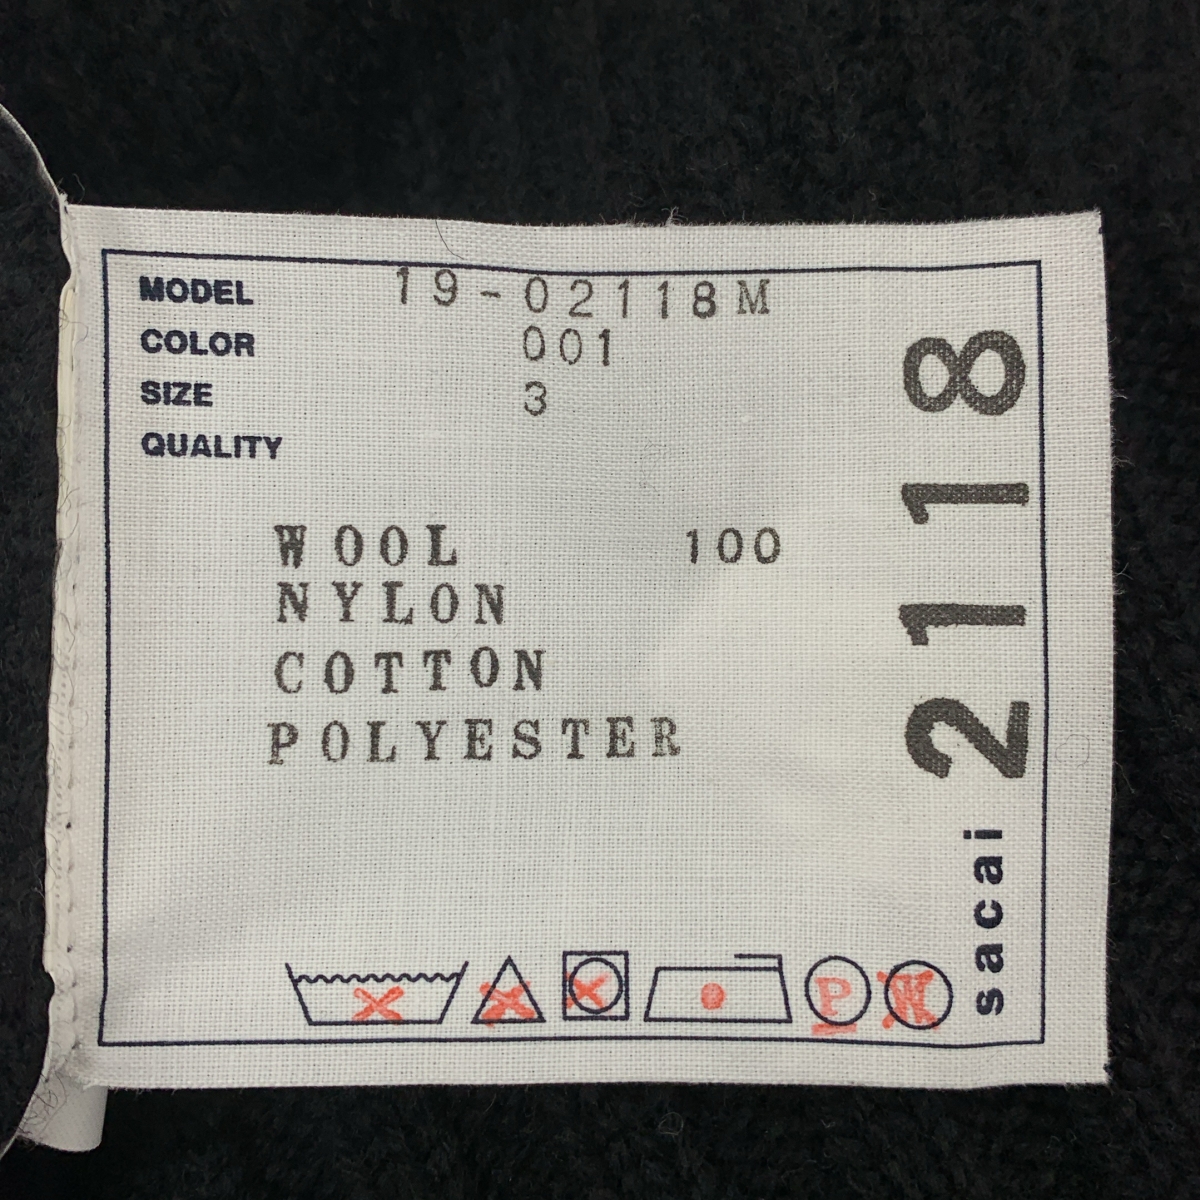 MODEL 19-02118M
COLOR 001
SIZE 3
QUALITY
WOOL 100
NYLON
COTTON
POLYESTER
P W
sacai 2118